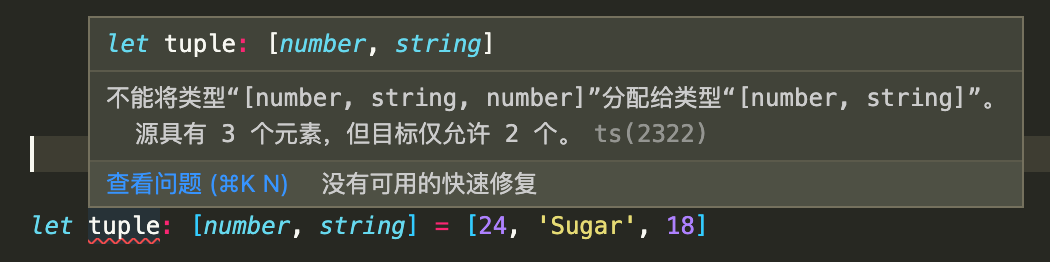 let tuple: [number, string]
不能将类型“[number, string, number]”分配给类型“[number, string]”。
源具有 3 个元素，但目标仅允许 2 个。 ts(2322)
查看问题 (⌘K N) 没有可用的快速修复
let tuple: [number, string] = [24, 'Sugar', 18]